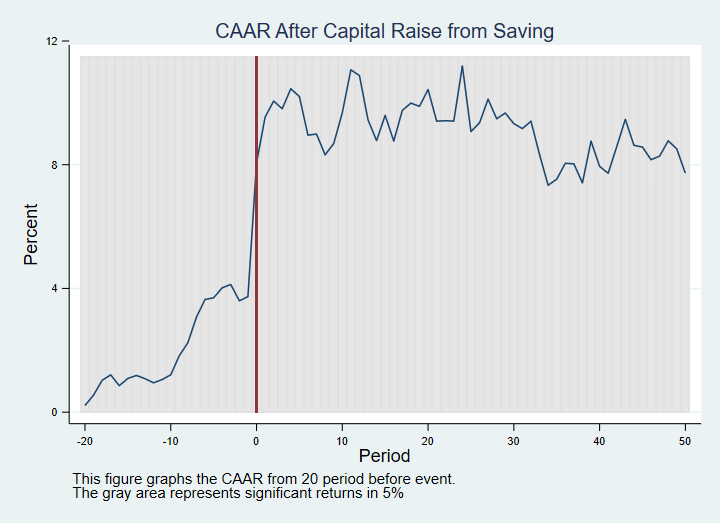 CAAR After Capital Raise from Saving
12
8
4
0
Percent
-20 -10 0 10 20 30 40 50
Period
This figure graphs the CAAR from 20 period before event.
The gray area represents significant returns in 5%